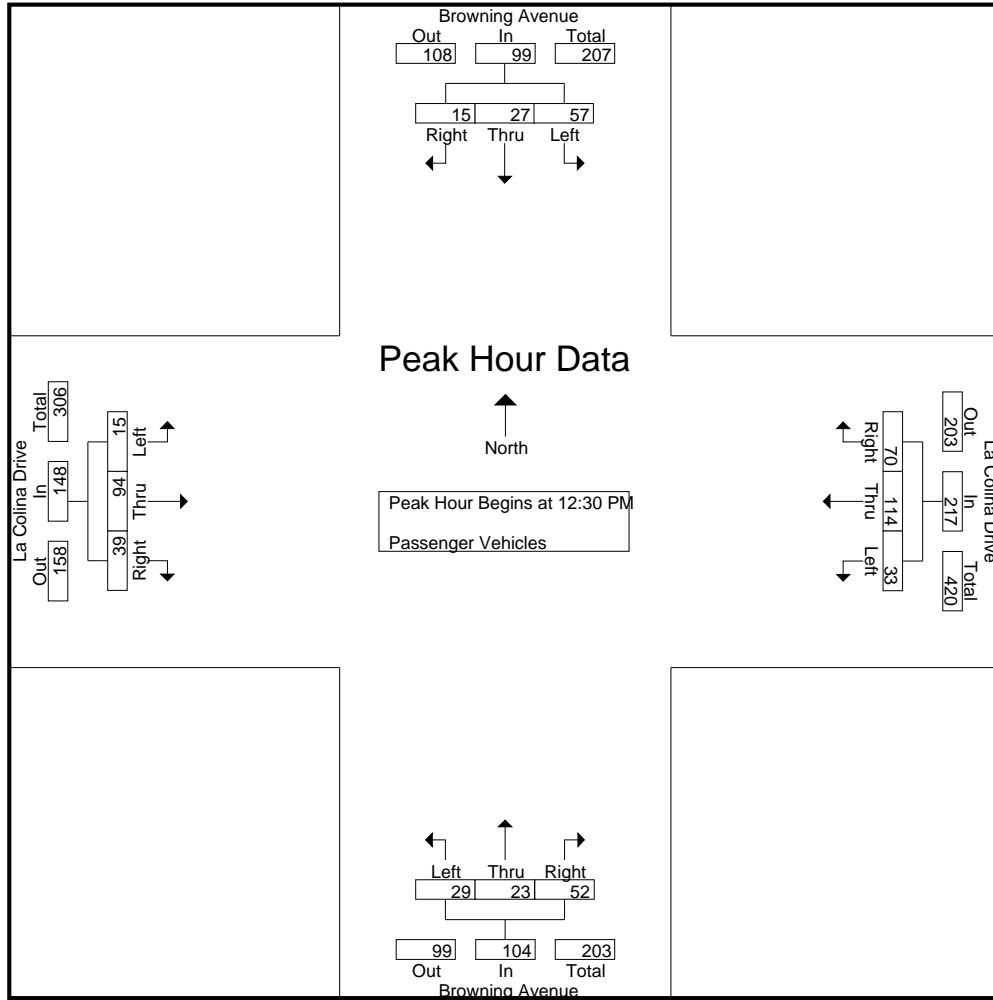 Browning Avenue
Out In Total
108 99 207
15 27 57
Right Thru Left
Peak Hour Data
North
Peak Hour Begins at 12:30 PM
Passenger Vehicles
La Colina Drive
Total In Out
306 148 158
15 94 39
Left Thru Right
La Colina Drive
Out In Total
203 217 420
70 114 33
Right Thru Left
Left Thru Right
29 23 52
99 104 203
Out In Total
Browning Avenue